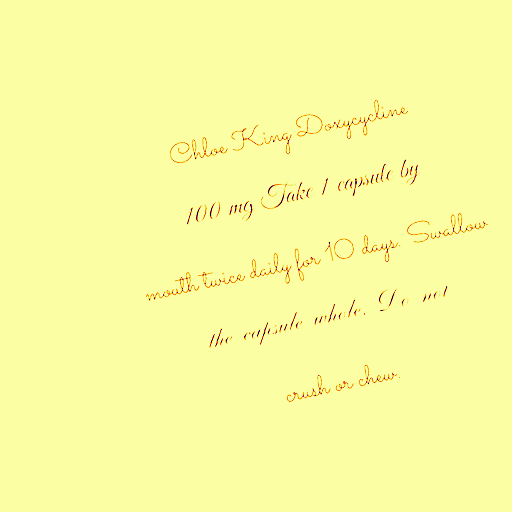 Chloe King Doxycycline
100 mg Take 1 capsule by
mouth twice daily for 10 days. Swallow
the capsule whole. Do not
crush or chew.